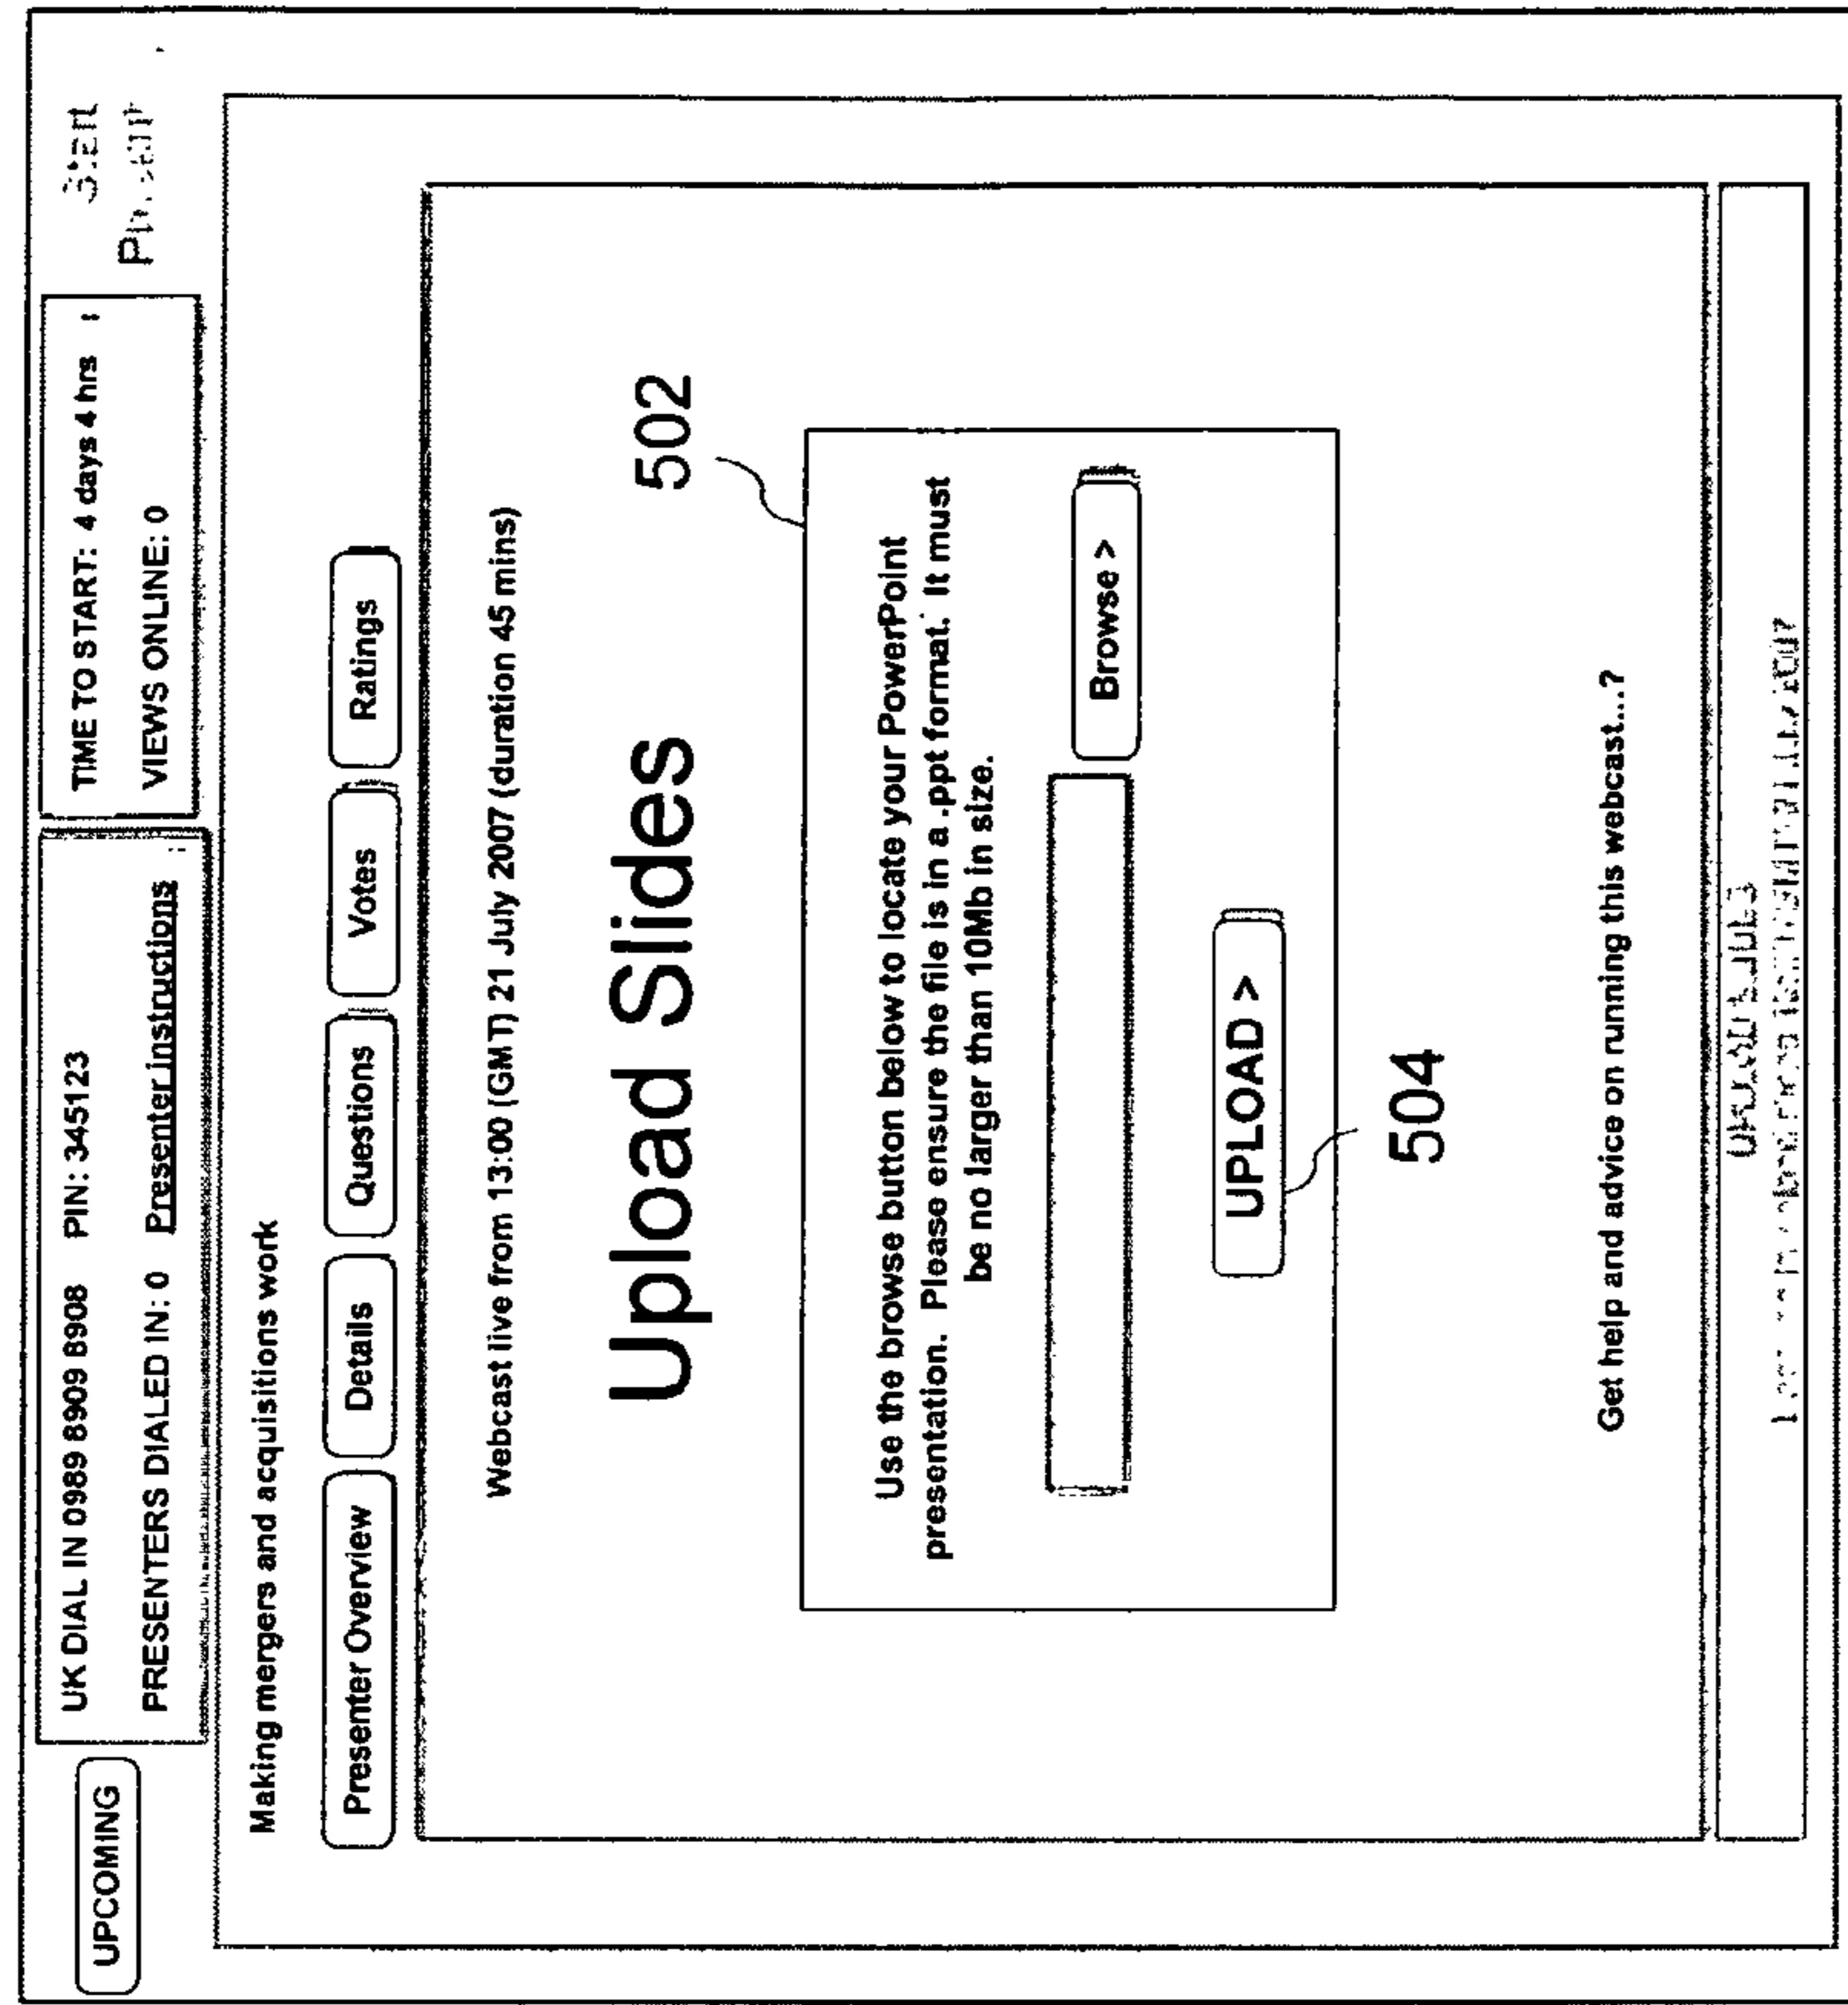 UPCOMING
UK DIAL IN 0989 8909 8908 PIN: 345123
PRESENTERS DIALED IN: 0 Presenter instructions
TIME TO START: 4 days 4 hrs
VIEWS ONLINE: 0
Start
Making mergers and acquisitions work
Presenter Overview Details Questions Votes Ratings
Webcast live from 13:00 (GMT) 21 July 2007 (duration 45 mins)
Upload Slides
502
Use the browse button below to locate your PowerPoint
presentation. Please ensure the file is in a .ppt format. It must
be no larger than 10Mb in size.
Browse >
UPLOAD >
504
Get help and advice on running this webcast...?
UPLOAD SLIDES